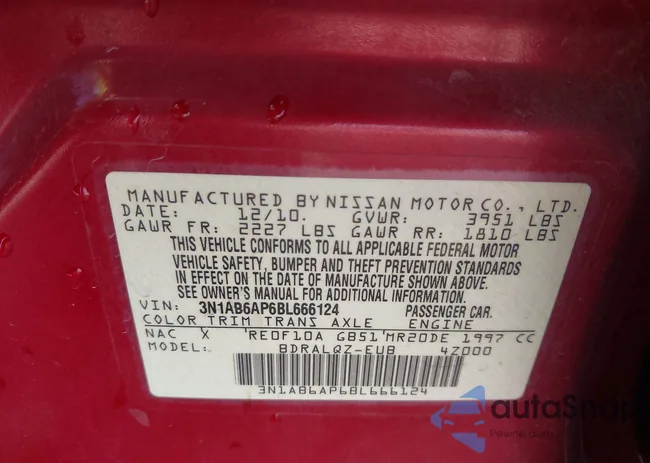 MANUFACTURED BY NISSAN MOTOR CO., LTD.
DATE: 12/10. GVWR: 3951 LBS
GAWR FR: 2227 LBS GAWR RR: 1810 LBS
THIS VEHICLE CONFORMS TO ALL APPLICABLE FEDERAL MOTOR
VEHICLE SAFETY, BUMPER AND THEFT PREVENTION STANDARDS
IN EFFECT ON THE DATE OF MANUFACTURE SHOWN ABOVE.
SEE OWNER'S MANUAL FOR ADDITIONAL INFORMATION.
VIN: 3N1AB6AP6BL666124 PASSENGER CAR.
COLOR TRIM TRANS AXLE ENGINE
NAC X 'RE0F10A GB51'MR20DE 1997 CC
MODEL: BDRALQZ-EUB 4Z000
3N1AB6AP6BL666124
autoSnap
Pewne auto